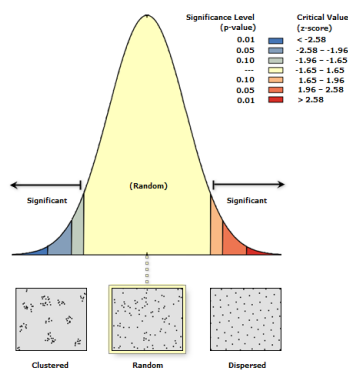 Significance Level Critical Value
(p-value) (z-score)
0.01 < -2.58
0.05 -2.58 – -1.96
0.10 -1.96 – -1.65
--- -1.65 – 1.65
0.10 1.65 – 1.96
0.05 1.96 – 2.58
0.01 > 2.58
(Random)
Significant Significant
Clustered Random Dispersed